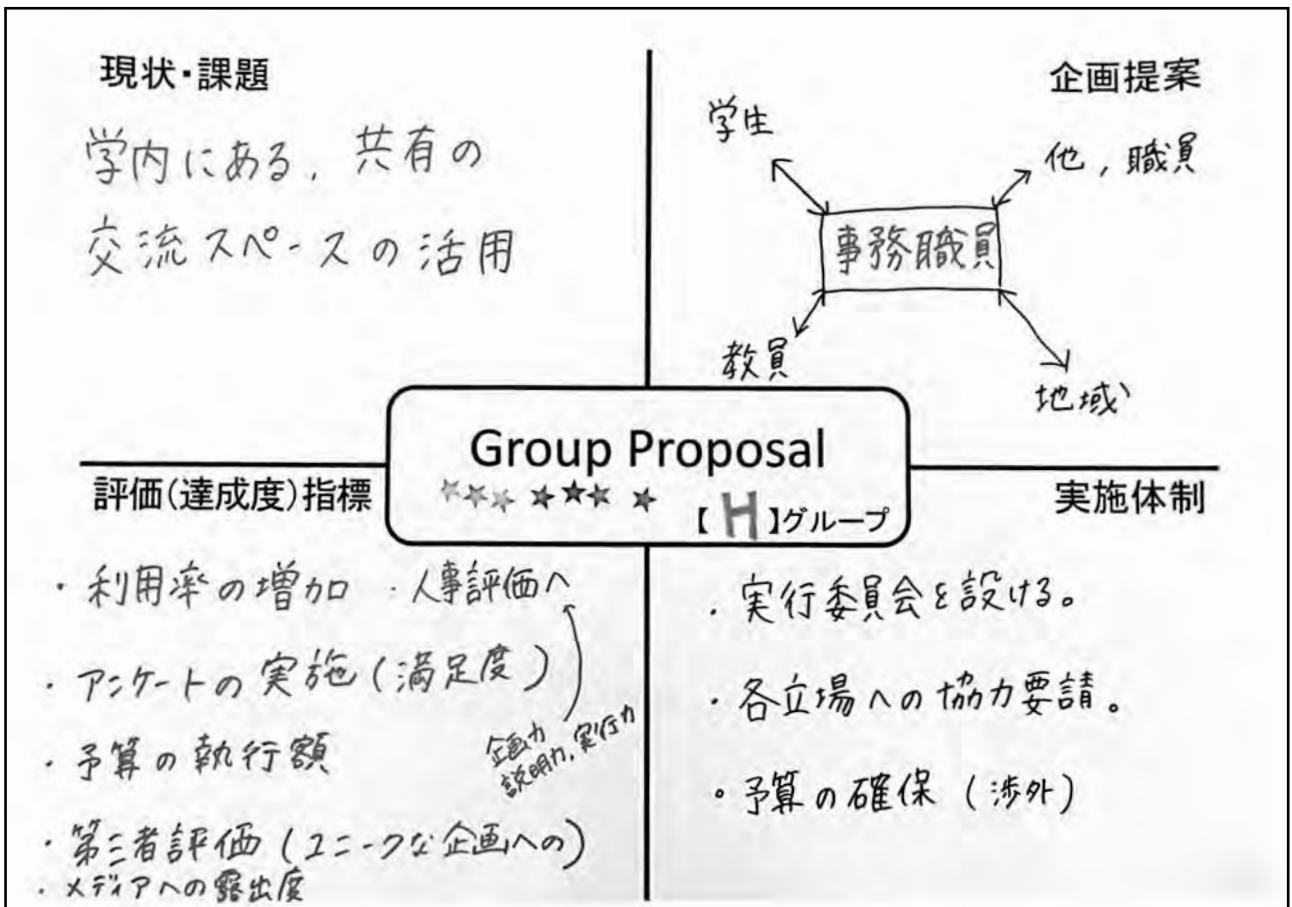 現状・課題
学内にある, 共有の
交流スペースの活用
企画提案
学生
他, 職員
事務職員
教員
地域
Group Proposal
【H】グループ
評価(達成度)指標
・利用率の増加 ・人事評価へ
・アンケートの実施(満足度)
・予算の執行額
企画力
説明力, 実行力
・第三者評価(ユニークな企画への)
・メディアへの露出度
実施体制
・実行委員会を設ける。
・各立場への協力要請。
・予算の確保(渉外)